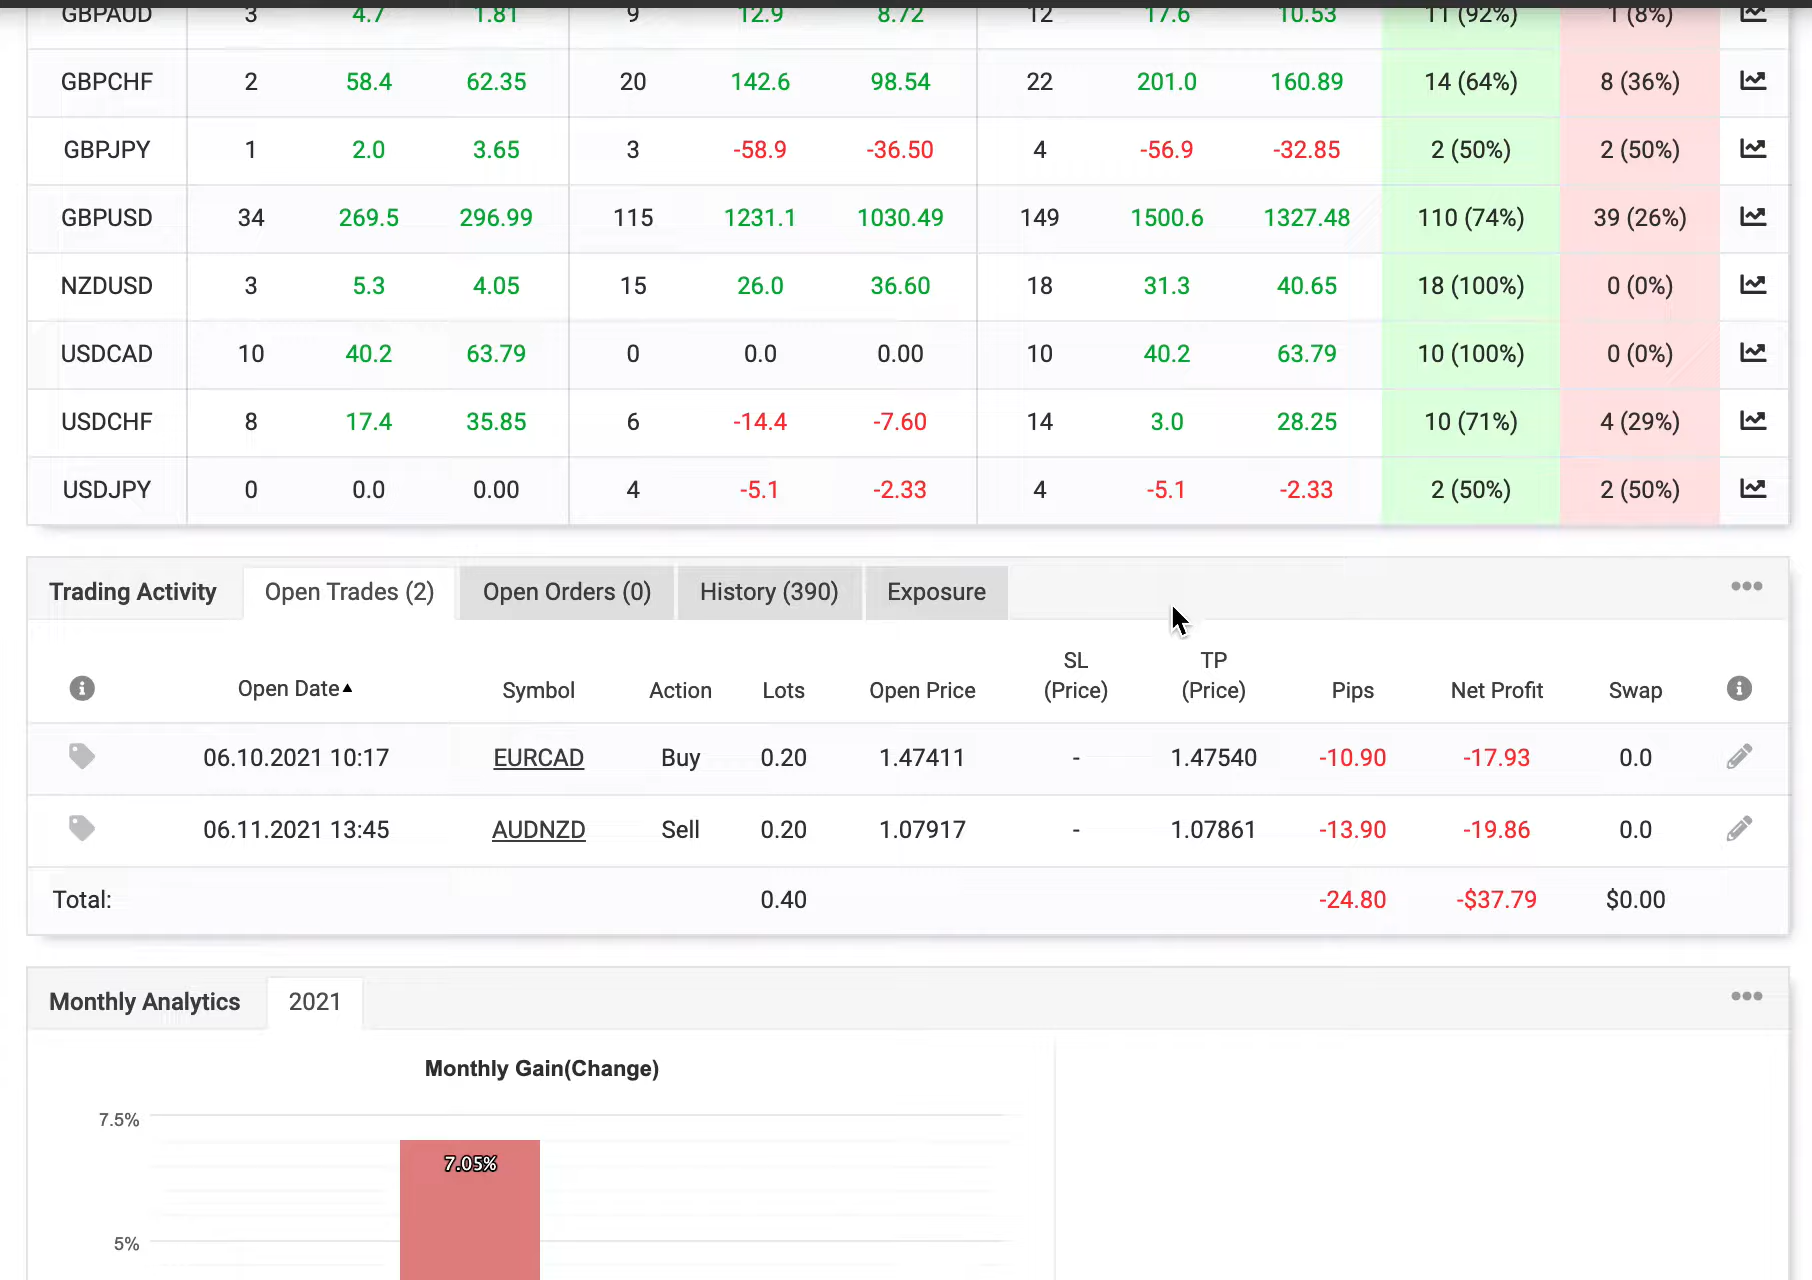 GBPAUD 3 4.7 1.81 9 12.9 8.72 12 17.6 10.53 11 (92%) 1 (8%)
GBPCHF 2 58.4 62.35 20 142.6 98.54 22 201.0 160.89 14 (64%) 8 (36%)
GBPJPY 1 2.0 3.65 3 -58.9 -36.50 4 -56.9 -32.85 2 (50%) 2 (50%)
GBPUSD 34 269.5 296.99 115 1231.1 1030.49 149 1500.6 1327.48 110 (74%) 39 (26%)
NZDUSD 3 5.3 4.05 15 26.0 36.60 18 31.3 40.65 18 (100%) 0 (0%)
USDCAD 10 40.2 63.79 0 0.0 0.00 10 40.2 63.79 10 (100%) 0 (0%)
USDCHF 8 17.4 35.85 6 -14.4 -7.60 14 3.0 28.25 10 (71%) 4 (29%)
USDJPY 0 0.0 0.00 4 -5.1 -2.33 4 -5.1 -2.33 2 (50%) 2 (50%)
Trading Activity Open Trades (2) Open Orders (0) History (390) Exposure
Open Date▲ Symbol Action Lots Open Price SL (Price) TP (Price) Pips Net Profit Swap
06.10.2021 10:17 EURCAD Buy 0.20 1.47411 - 1.47540 -10.90 -17.93 0.0
06.11.2021 13:45 AUDNZD Sell 0.20 1.07917 - 1.07861 -13.90 -19.86 0.0
Total: 0.40 -24.80 -$37.79 $0.00
Monthly Analytics 2021
Monthly Gain(Change)
7.5%
7.05%
5%